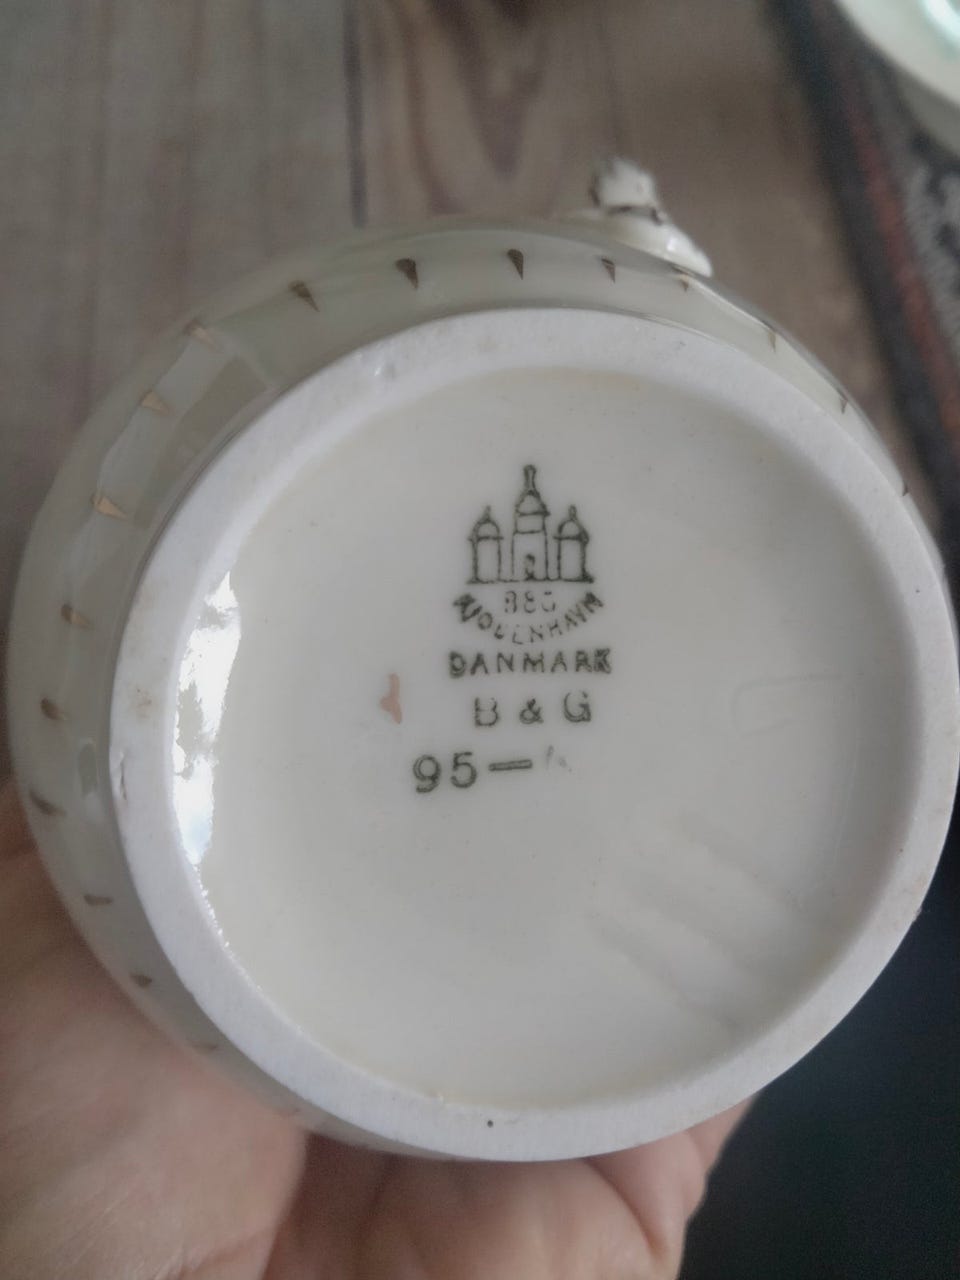 B&G
KJØBENHAVN
DANMARK
B & G
95—